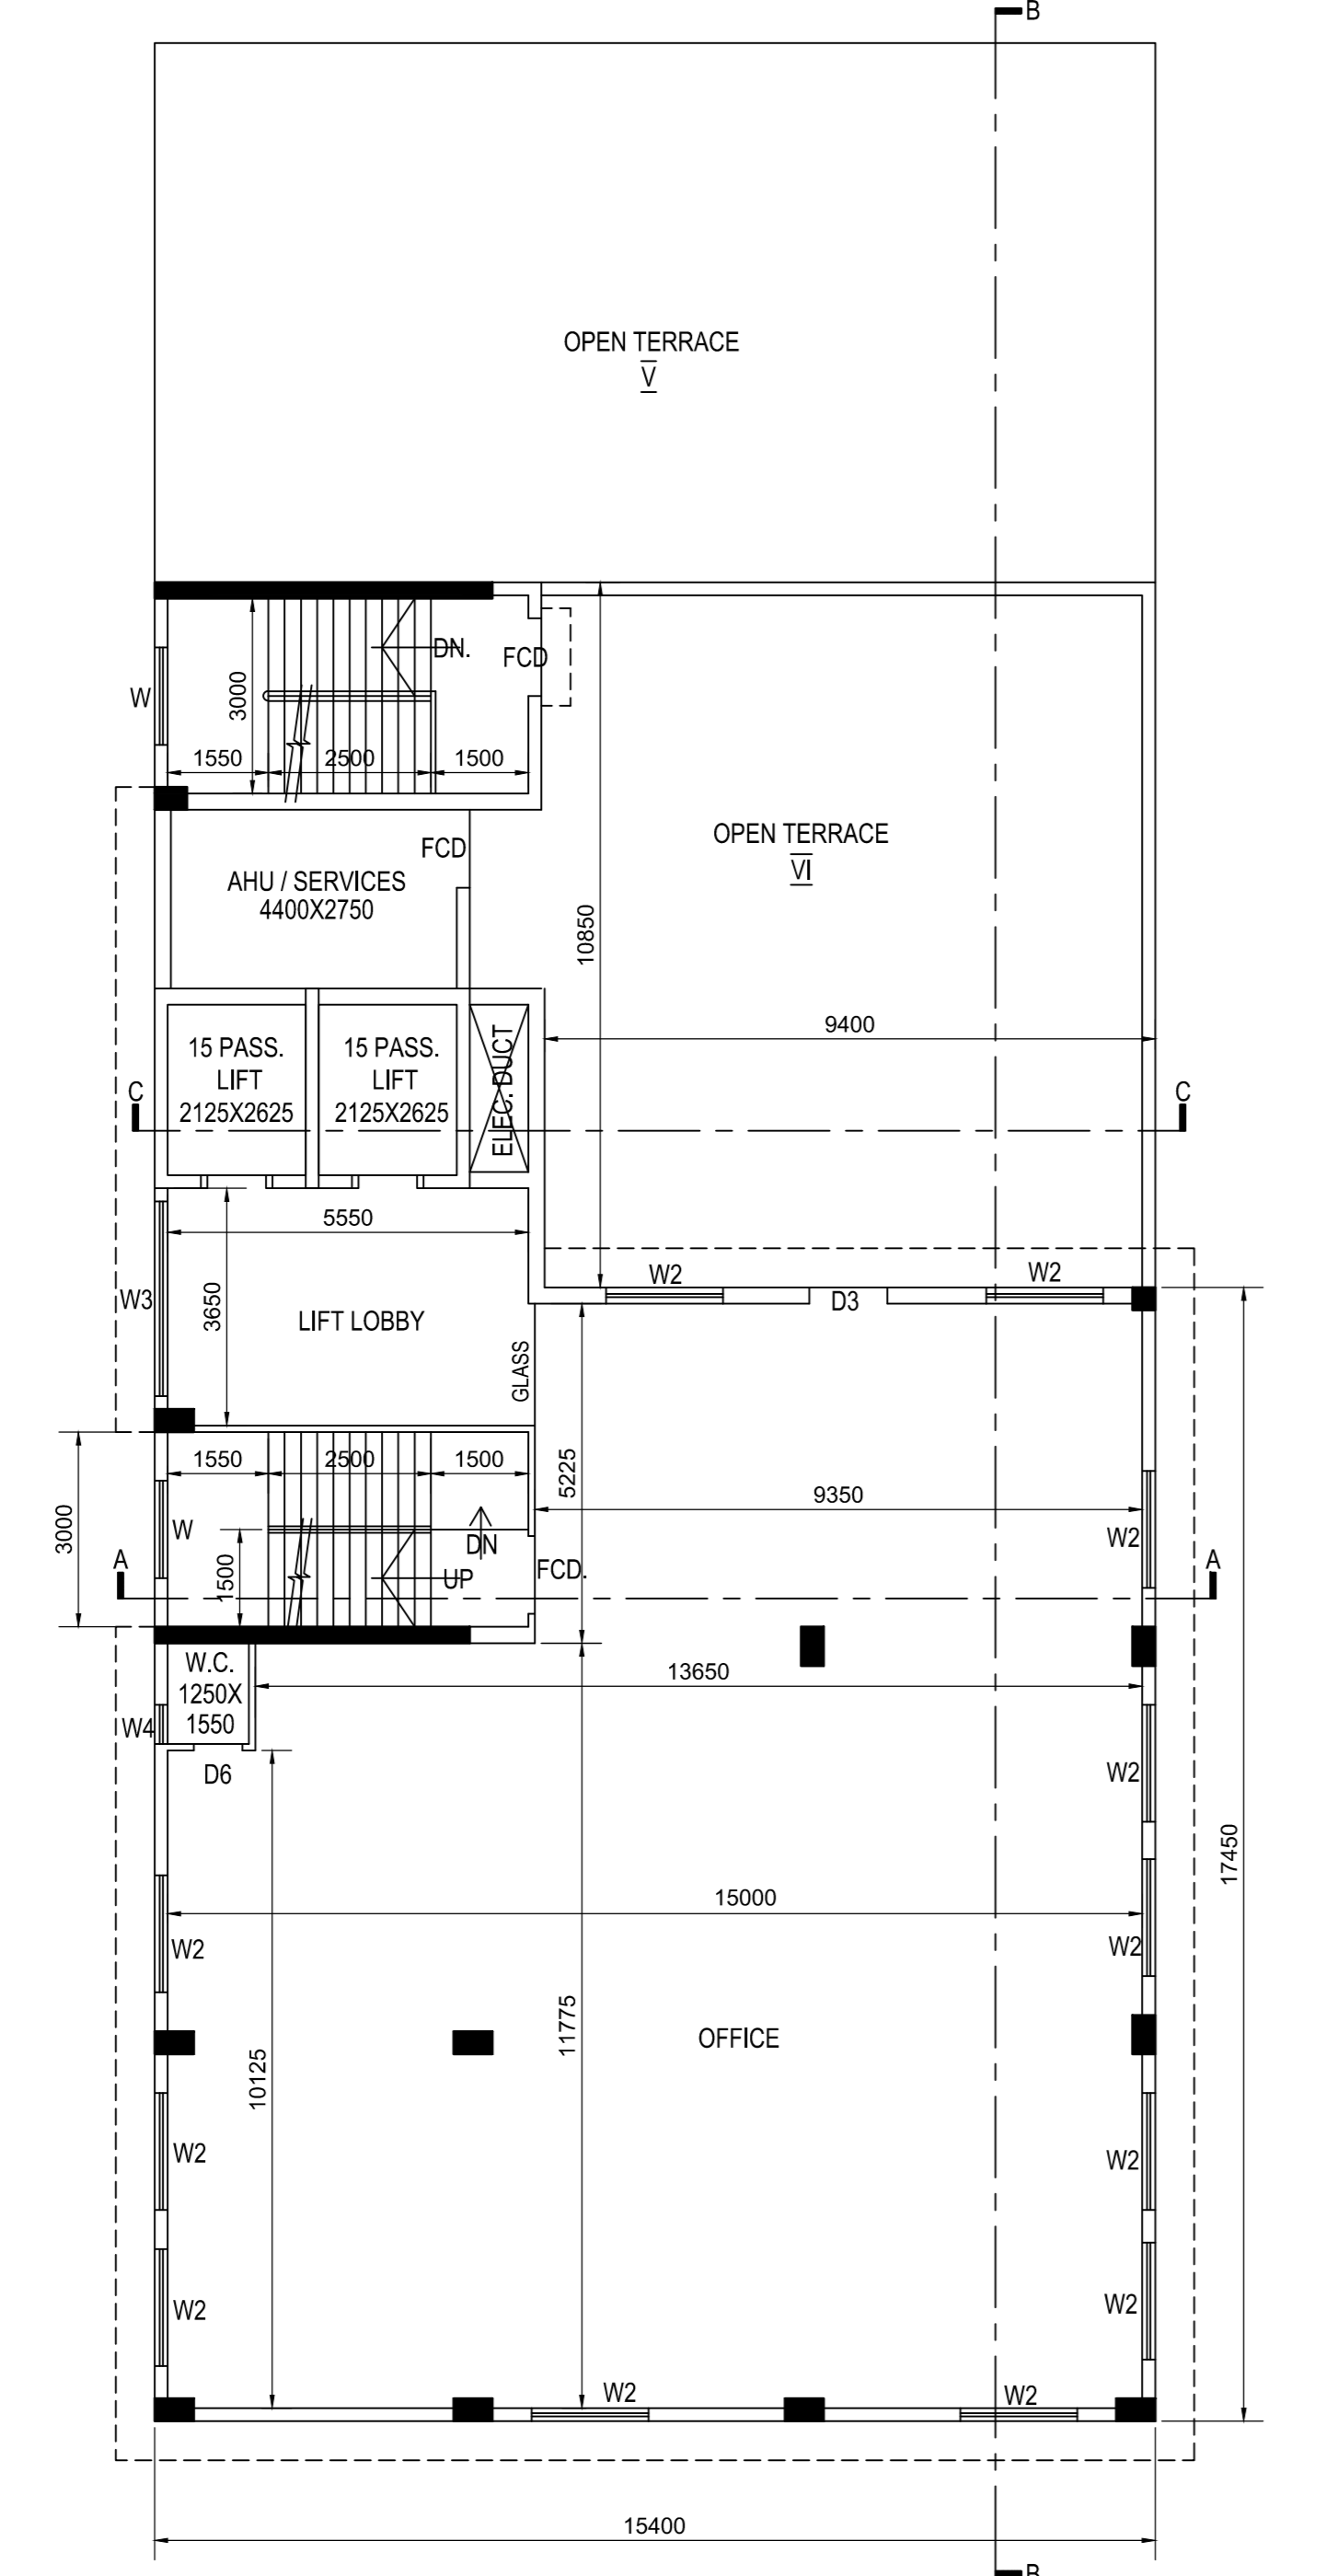 B
OPEN TERRACE
V
DN.
FCD
W
3000
1550
2500
1500
FCD
OPEN TERRACE
VI
AHU / SERVICES
4400X2750
10850
9400
15 PASS.
LIFT
2125X2625
15 PASS.
LIFT
2125X2625
ELEC. DUCT
C
C
5550
W2
W2
D3
W3
3650
LIFT LOBBY
GLASS
1550
2500
1500
5225
9350
3000
W
DN
W2
A
1500
UP
FCD.
A
W.C.
1250X
1550
13650
W4
D6
W2
17450
15000
W2
W2
11775
OFFICE
10125
W2
W2
W2
W2
W2
W2
15400
B